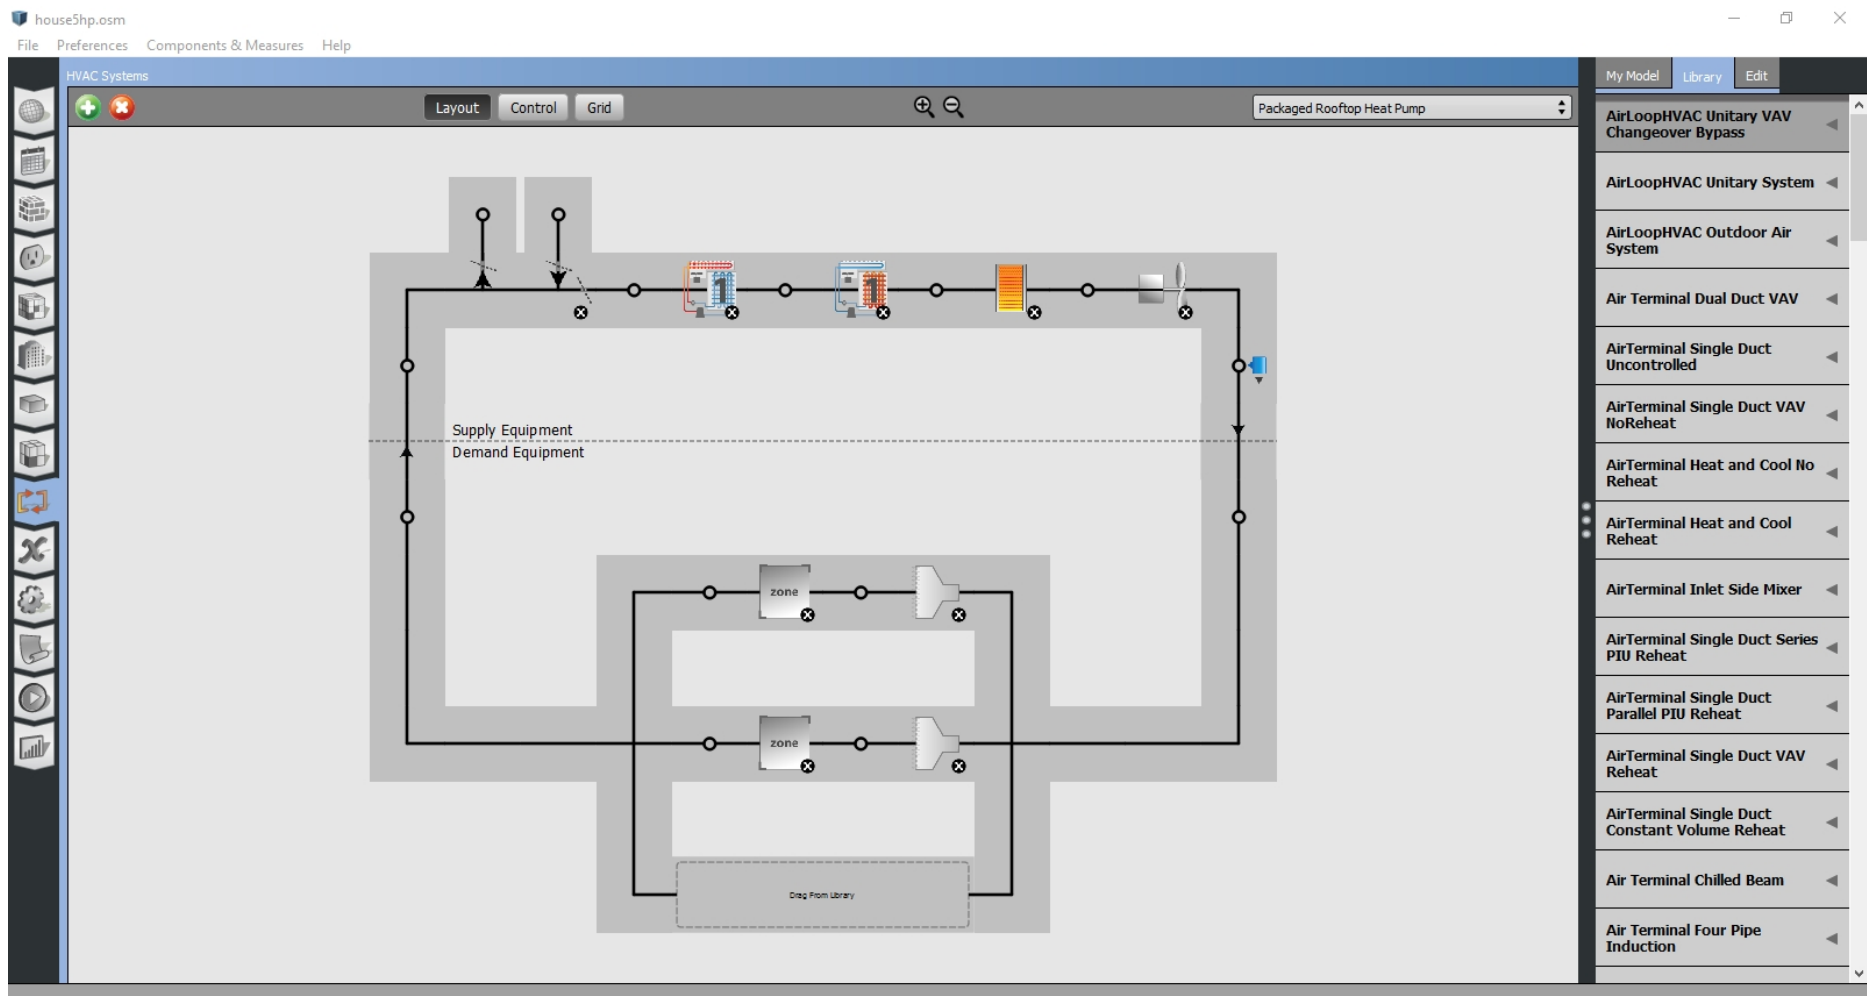 house5hp.osm
File Preferences Components & Measures Help
HVAC Systems
Layout Control Grid
Packaged Rooftop Heat Pump
My Model Library Edit
1
1
Supply Equipment
Demand Equipment
zone
zone
Drag From Library
AirLoopHVAC Unitary VAV
Changeover Bypass
AirLoopHVAC Unitary System
AirLoopHVAC Outdoor Air
System
Air Terminal Dual Duct VAV
AirTerminal Single Duct
Uncontrolled
AirTerminal Single Duct VAV
NoReheat
AirTerminal Heat and Cool No
Reheat
AirTerminal Heat and Cool
Reheat
AirTerminal Inlet Side Mixer
AirTerminal Single Duct Series
PIU Reheat
AirTerminal Single Duct
Parallel PIU Reheat
AirTerminal Single Duct VAV
Reheat
AirTerminal Single Duct
Constant Volume Reheat
Air Terminal Chilled Beam
Air Terminal Four Pipe
Induction